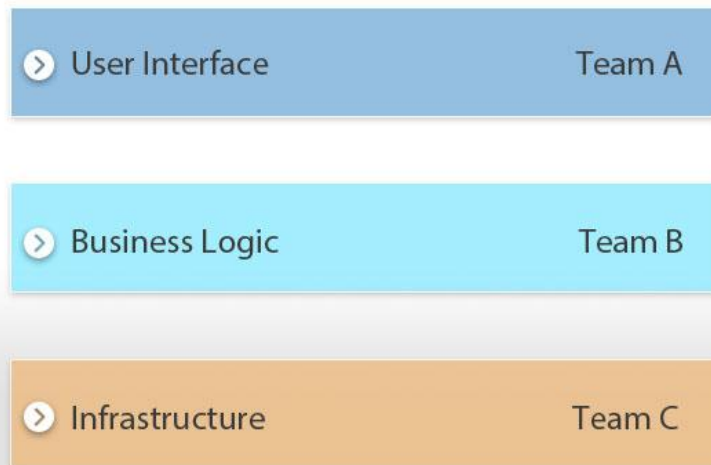 User Interface Team A
Business Logic Team B
Infrastructure Team C